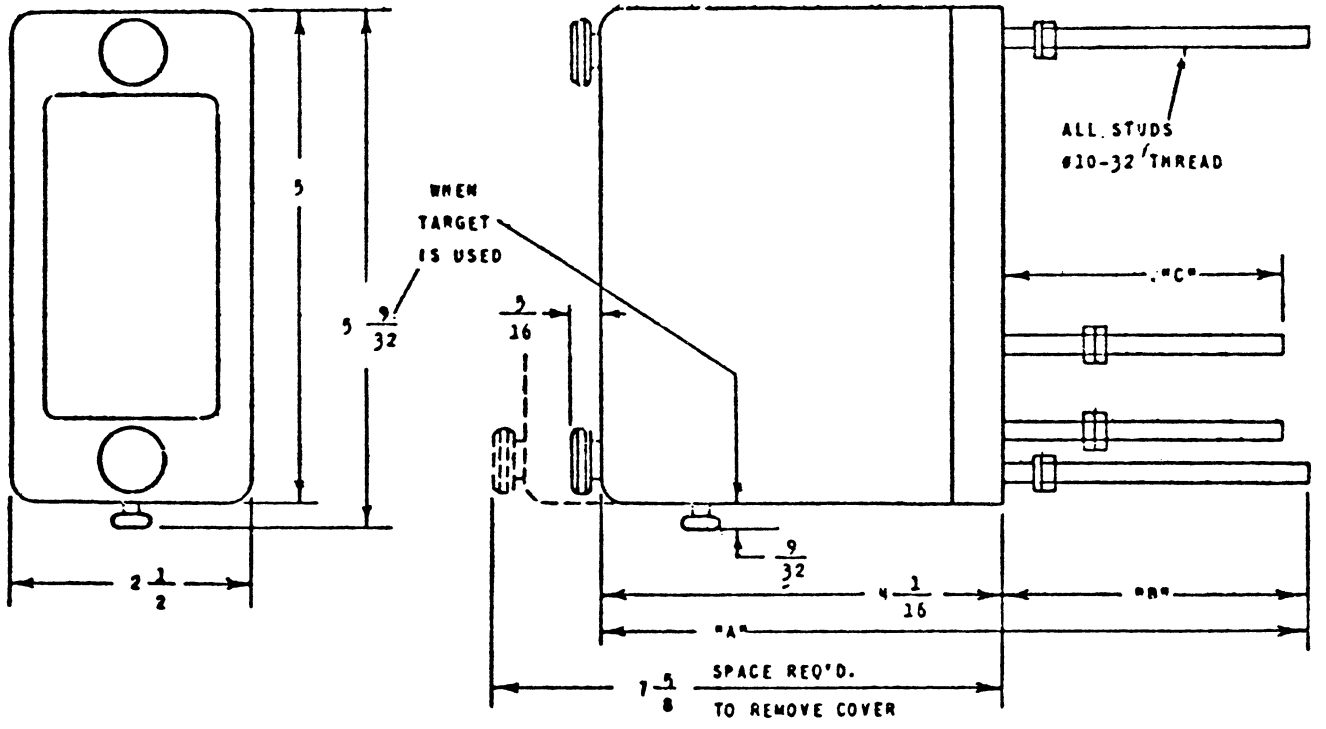 ALL STUDS
#10-32 THREAD
5
WHEN
TARGET
IS USED
5 9/32
5/16
"C"
2 1/2
9/32
4 1/16
"B"
"A"
7 5/8
SPACE REQ'D.
TO REMOVE COVER